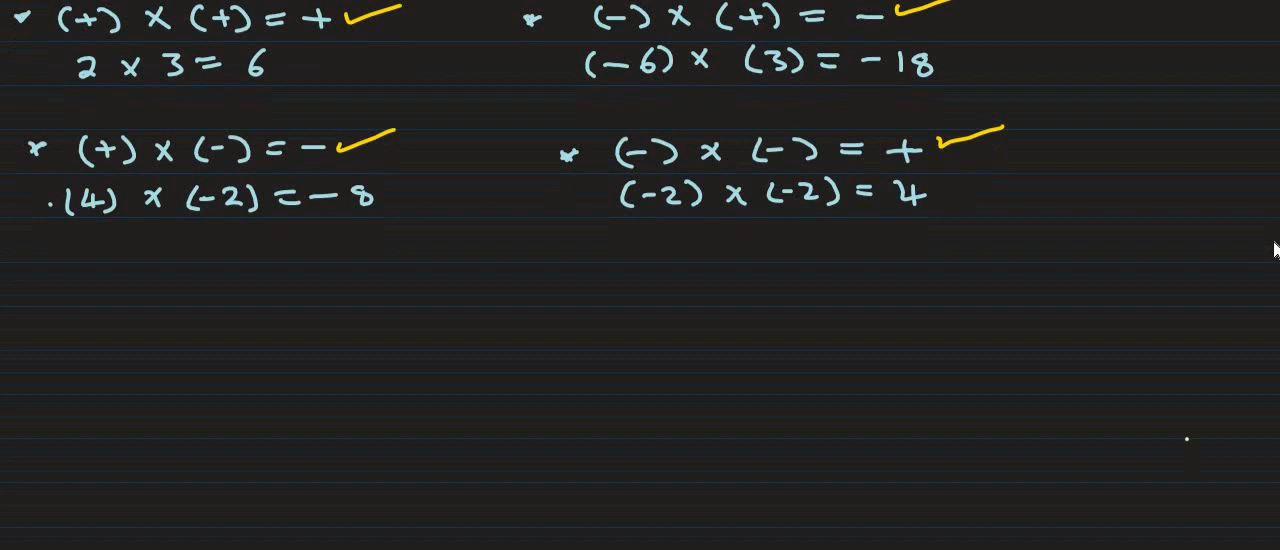 * (+) × (+) = +
2 × 3 = 6
* (-) × (+) = -
(-6) × (3) = -18
* (+) × (-) = -
.(4) × (-2) = -8
* (-) × (-) = +
(-2) × (-2) = 4